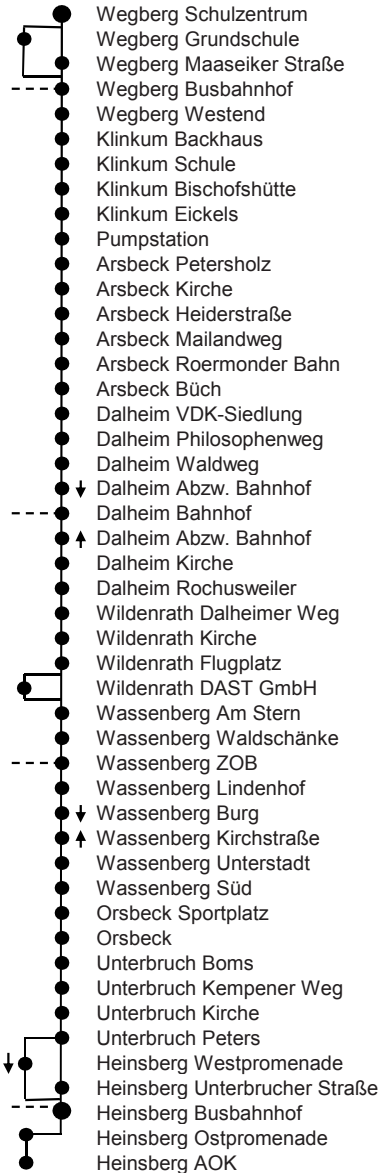 Wegberg Schulzentrum
Wegberg Grundschule
Wegberg Maaseiker Straße
Wegberg Busbahnhof
Wegberg Westend
Klinkum Backhaus
Klinkum Schule
Klinkum Bischofshütte
Klinkum Eickels
Pumpstation
Arsbeck Petersholz
Arsbeck Kirche
Arsbeck Heiderstraße
Arsbeck Mailandweg
Arsbeck Roermonder Bahn
Arsbeck Büch
Dalheim VDK-Siedlung
Dalheim Philosophenweg
Dalheim Waldweg
Dalheim Abzw. Bahnhof
Dalheim Bahnhof
Dalheim Abzw. Bahnhof
Dalheim Kirche
Dalheim Rochusweiler
Wildenrath Dalheimer Weg
Wildenrath Kirche
Wildenrath Flugplatz
Wildenrath DAST GmbH
Wassenberg Am Stern
Wassenberg Waldschänke
Wassenberg ZOB
Wassenberg Lindenhof
Wassenberg Burg
Wassenberg Kirchstraße
Wassenberg Unterstadt
Wassenberg Süd
Orsbeck Sportplatz
Orsbeck
Unterbruch Boms
Unterbruch Kempener Weg
Unterbruch Kirche
Unterbruch Peters
Heinsberg Westpromenade
Heinsberg Unterbrucher Straße
Heinsberg Busbahnhof
Heinsberg Ostpromenade
Heinsberg AOK